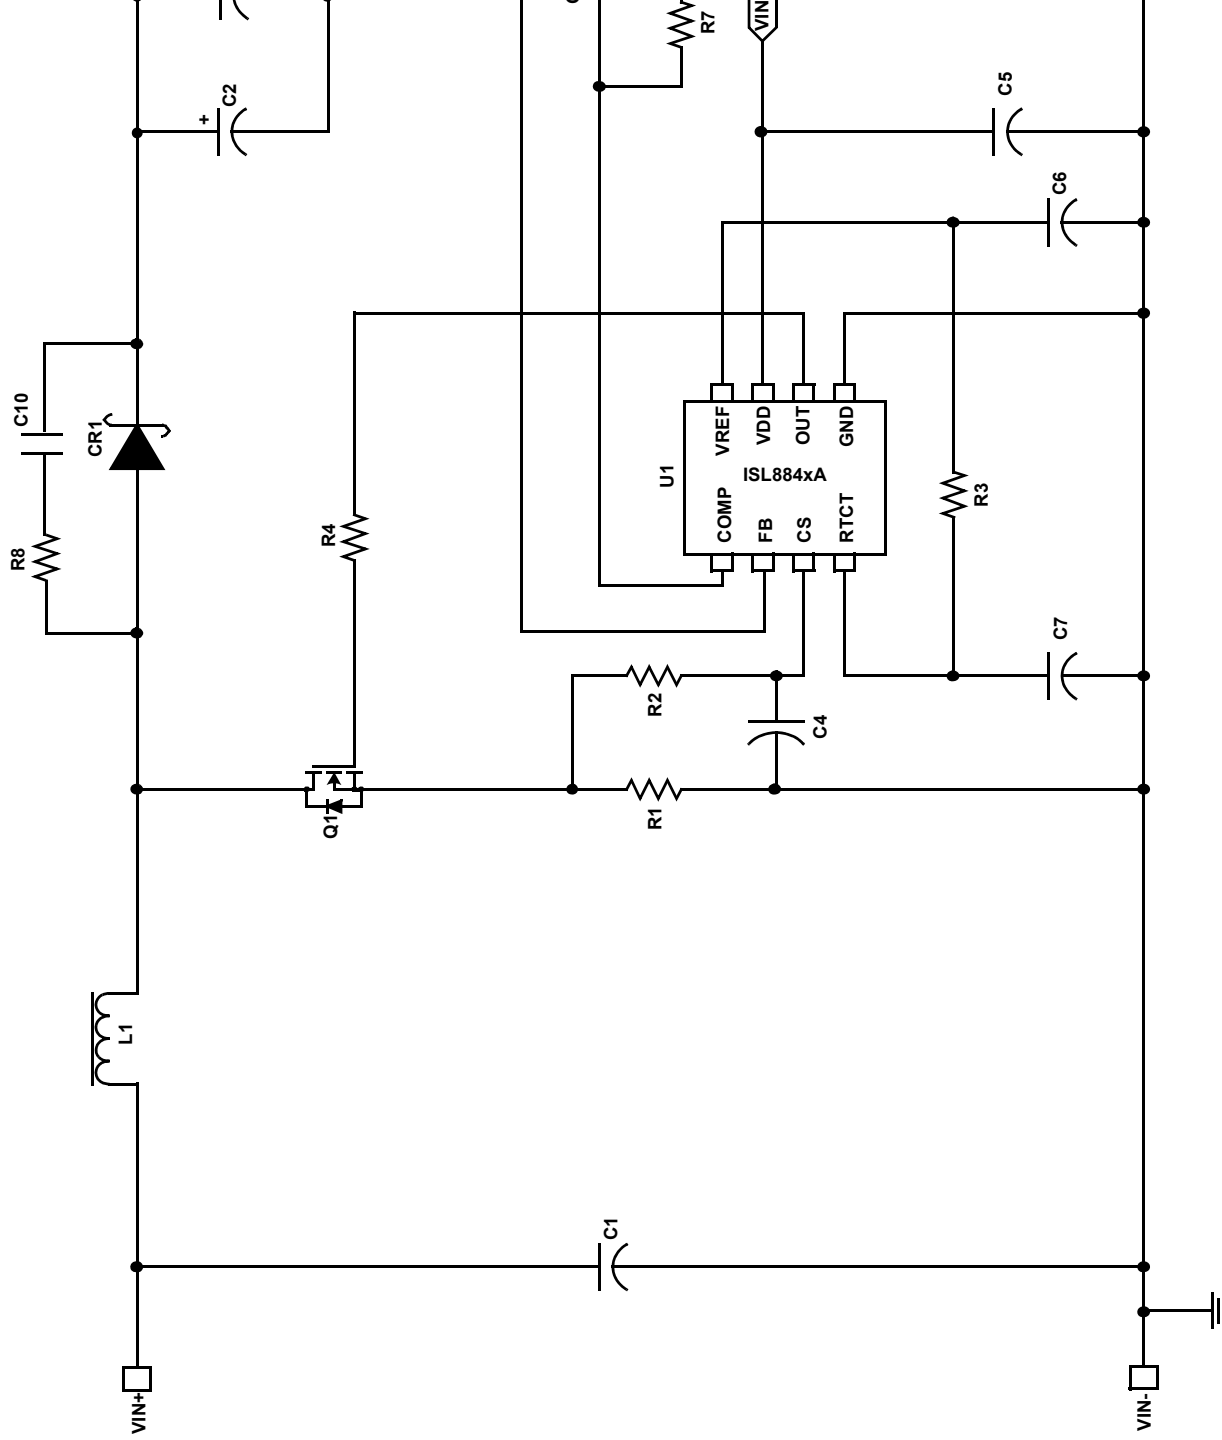 C2
+
R7
VIN
C5
C6
C10
CR1
R8
R4
U1
VREF
VDD
OUT
GND
ISL884xA
COMP
FB
CS
RTCT
R3
C7
R2
C4
R1
Q1
L1
C1
VIN+
VIN-